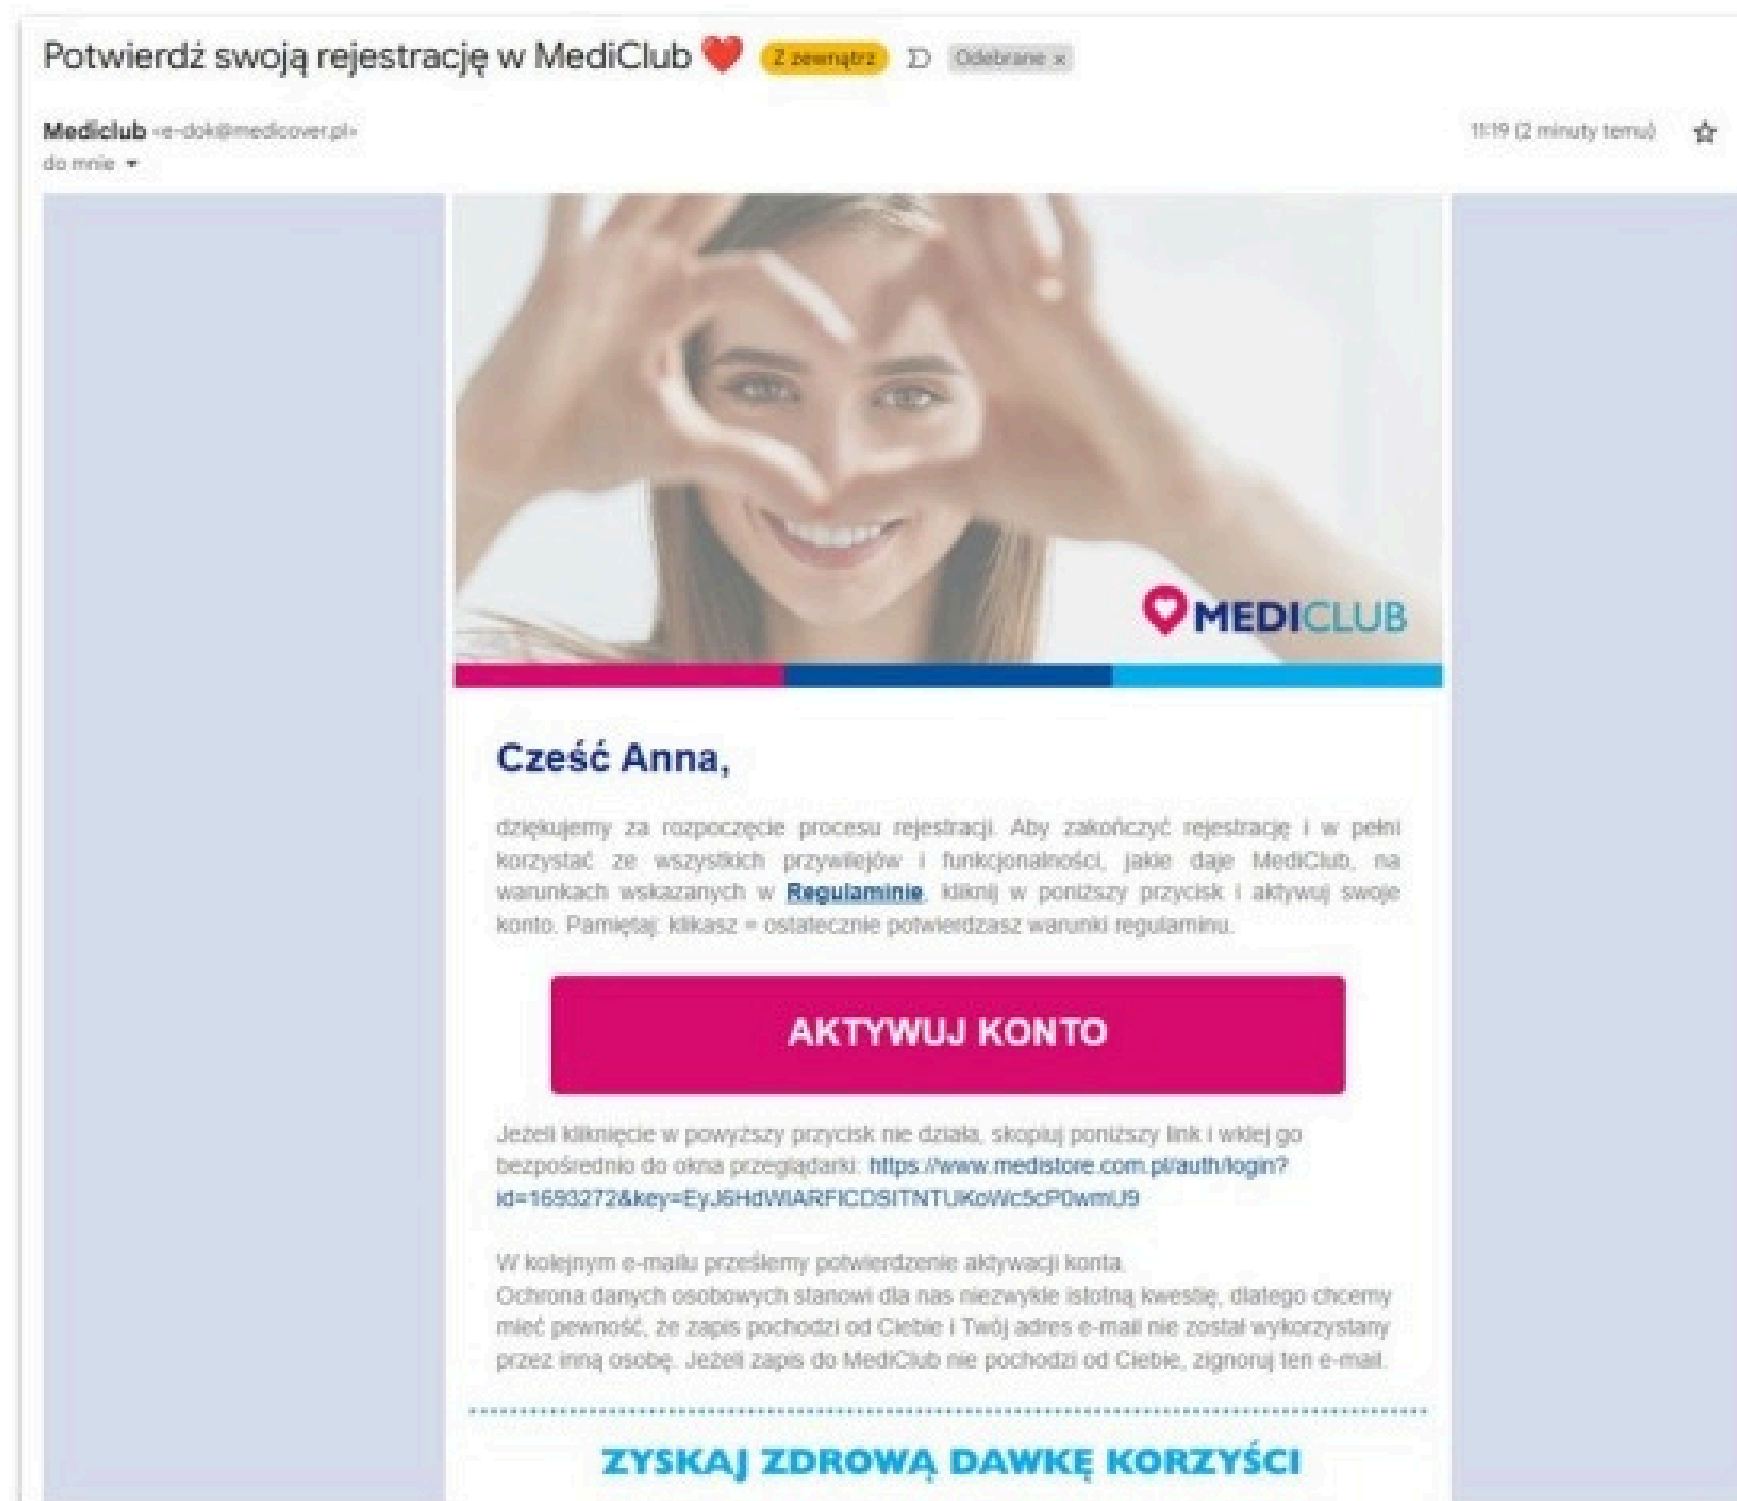 Potwierdź swoją rejestrację w MediClub ❤️ Z zewnątrz Odebrane x
Mediclub <e-dok@medicover.pl> 11:19 (2 minuty temu)
do mnie
MEDICLUB
Cześć Anna,
dziękujemy za rozpoczęcie procesu rejestracji. Aby zakończyć rejestrację i w pełni
korzystać ze wszystkich przywilejów i funkcjonalności, jakie daje MediClub, na
warunkach wskazanych w Regulaminie, kliknij w poniższy przycisk i aktywuj swoje
konto. Pamiętaj: klikasz = ostatecznie potwierdzasz warunki regulaminu.
AKTYWUJ KONTO
Jeżeli kliknięcie w powyższy przycisk nie działa, skopiuj poniższy link i wklej go
bezpośrednio do okna przeglądarki: https://www.medistore.com.pl/auth/login?
W kolejnym e-mailu prześlemy potwierdzenie aktywacji konta.
Ochrona danych osobowych stanowi dla nas niezwykle istotną kwestię, dlatego chcemy
mieć pewność, że zapis pochodzi od Ciebie i Twój adres e-mail nie został wykorzystany
przez inną osobę. Jeżeli zapis do MediClub nie pochodzi od Ciebie, zignoruj ten e-mail.
ZYSKAJ ZDROWĄ DAWKĘ KORZYŚCI